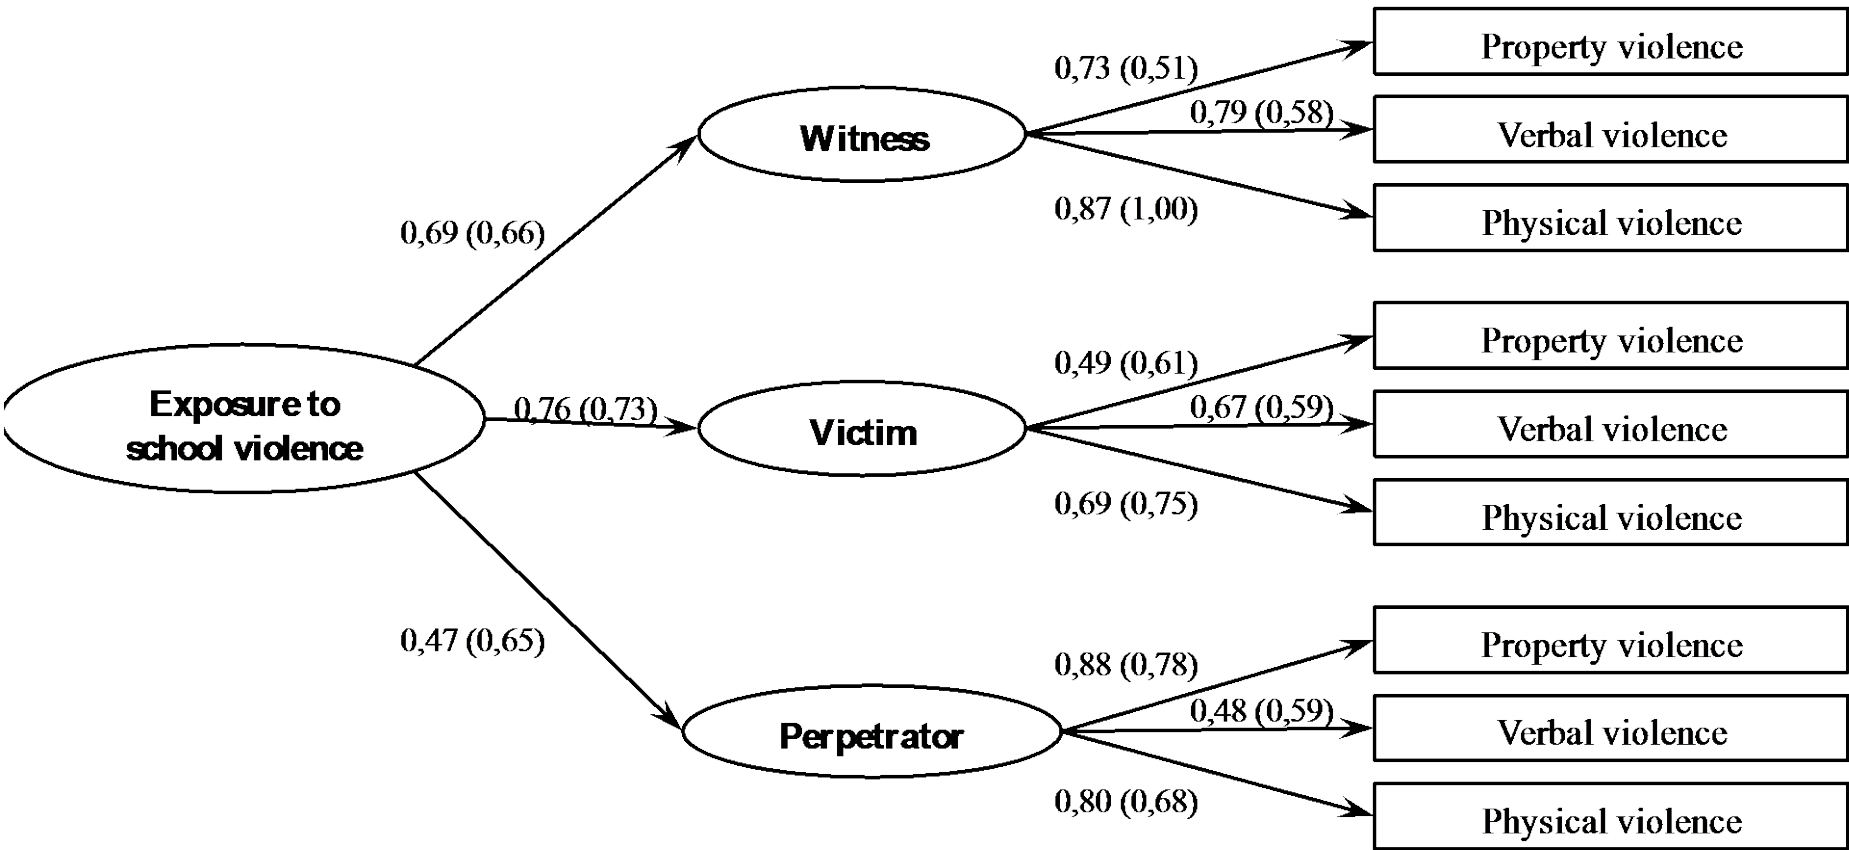 Property violence
0,73 (0,51)
0,79 (0,58)
Verbal violence
Witness
0,87 (1,00)
Physical violence
0,69 (0,66)
Property violence
0,49 (0,61)
Exposure to
school violence
0,76 (0,73)
Victim
0,67 (0,59)
Verbal violence
0,69 (0,75)
Physical violence
0,47 (0,65)
Property violence
0,88 (0,78)
0,48 (0,59)
Verbal violence
Perpetrator
0,80 (0,68)
Physical violence